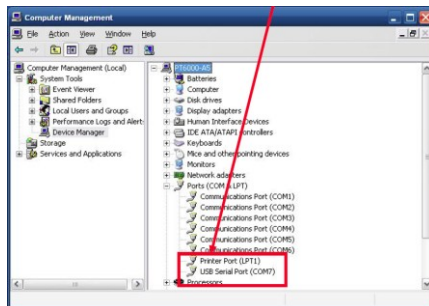 Computer Management
File Action View Window Help
Computer Management (Local)
System Tools
Event Viewer
Shared Folders
Local Users and Groups
Performance Logs and Alert
Device Manager
Storage
Services and Applications
PT6000-AS
Batteries
Computer
Disk drives
Display adapters
Human Interface Devices
IDE ATA/ATAPI controllers
Keyboards
Mice and other pointing devices
Monitors
Network adapters
Ports (COM & LPT)
Communications Port (COM1)
Communications Port (COM2)
Communications Port (COM3)
Communications Port (COM4)
Communications Port (COM5)
Communications Port (COM6)
Printer Port (LPT1)
USB Serial Port (COM7)
Processors